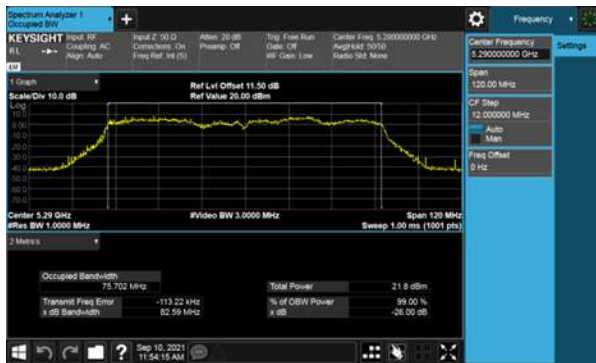 Spectrum Analyzer 1
Occupied BW
+
Frequency
KEYSIGHT
RL
Input: RF
Coupling: AC
Align: Auto
Input Z: 50 Ω
Corrections: On
Freq Ref: Int (S)
Atten: 20 dB
Preamp: Off
Trig: Free Run
Gate: Off
#IF Gain: Low
Center Freq: 5.290000000 GHz
Avg|Hold: 50/50
Radio Std: None
LM
1 Graph
Scale/Div 10.0 dB
Ref Lvl Offset 11.50 dB
Ref Value 20.00 dBm
Log
10.0
0.00
-10.0
-20.0
-30.0
-40.0
-50.0
-60.0
-70.0
Center 5.29 GHz
#Res BW 1.0000 MHz
#Video BW 3.0000 MHz
Span 120 MHz
Sweep 1.00 ms (1001 pts)
2 Metrics
Occupied Bandwidth
75.702 MHz
Transmit Freq Error -113.22 kHz
x dB Bandwidth 82.59 MHz
Total Power 21.8 dBm
% of OBW Power 99.00 %
x dB -26.00 dB
Center Frequency
5.290000000 GHz
Span
120.00 MHz
CF Step
12.000000 MHz
Auto
Man
Freq Offset
0 Hz
Settings
?
Sep 10, 2021
11:54:15 AM